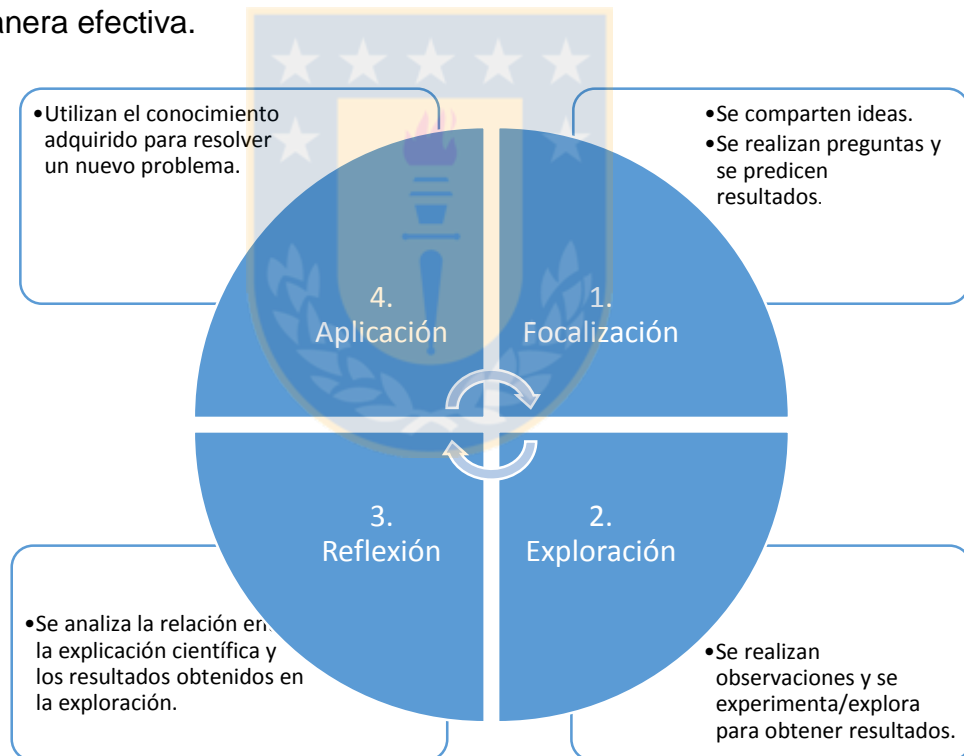 anera efectiva.
•Utilizan el conocimiento
adquirido para resolver
un nuevo problema.
•Se comparten ideas.
•Se realizan preguntas y
se predicen
resultados.
4.
Aplicación
1.
Focalización
3.
Reflexión
2.
Exploración
•Se analiza la relación en
la explicación científica y
los resultados obtenidos en
la exploración.
•Se realizan
observaciones y se
experimenta/explora
para obtener resultados.